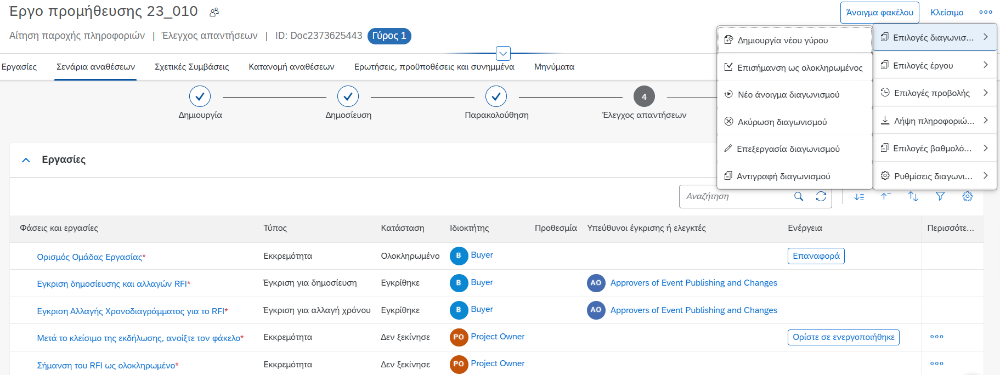 Έργο προμήθευσης 23_010
Άνοιγμα φακέλου
Κλείσιμο
Αίτηση παροχής πληροφοριών | Έλεγχος απαντήσεων | ID: Doc2373625443 Γύρος 1
Δημιουργία νέου γύρου
Επισήμανση ως ολοκληρωμένος
Νέο άνοιγμα διαγωνισμού
Ακύρωση διαγωνισμού
Επεξεργασία διαγωνισμού
Αντιγραφή διαγωνισμού
Επιλογές διαγωνισ...
Επιλογές έργου
Επιλογές προβολής
Λήψη πληροφοριώ...
Επιλογές βαθμολό...
Ρυθμίσεις διαγωνι...
Εργασίες Σενάρια αναθέσεων Σχετικές Συμβάσεις Κατανομή αναθέσεων Ερωτήσεις, προϋποθέσεις και συνημμένα Μηνύματα
4
Δημιουργία Δημοσίευση Παρακολούθηση Έλεγχος απαντήσεων
Εργασίες
Αναζήτηση
Φάσεις και εργασίες Τύπος Κατάσταση Ιδιοκτήτης Προθεσμία Υπεύθυνοι έγκρισης ή ελεγκτές Ενέργεια Περισσότε...
Ορισμός Ομάδας Εργασίας* Εκκρεμότητα Ολοκληρωμένο B Buyer Επαναφορά
Εγκριση δημοσίευσης και αλλαγών RFI* Έγκριση για δημοσίευση Εγκρίθηκε B Buyer AO Approvers of Event Publishing and Changes
Εγκριση Αλλαγής Χρονοδιαγράμματος για το RFI* Έγκριση για αλλαγή χρόνου Εγκρίθηκε B Buyer AO Approvers of Event Publishing and Changes
Μετά το κλείσιμο της εκδήλωσης, ανοίξτε τον φάκελο* Εκκρεμότητα Δεν ξεκίνησε PO Project Owner Ορίστε σε ενεργοποιήθηκε
Σήμανση του RFI ως ολοκληρωμένο* Εκκρεμότητα Δεν ξεκίνησε PO Project Owner